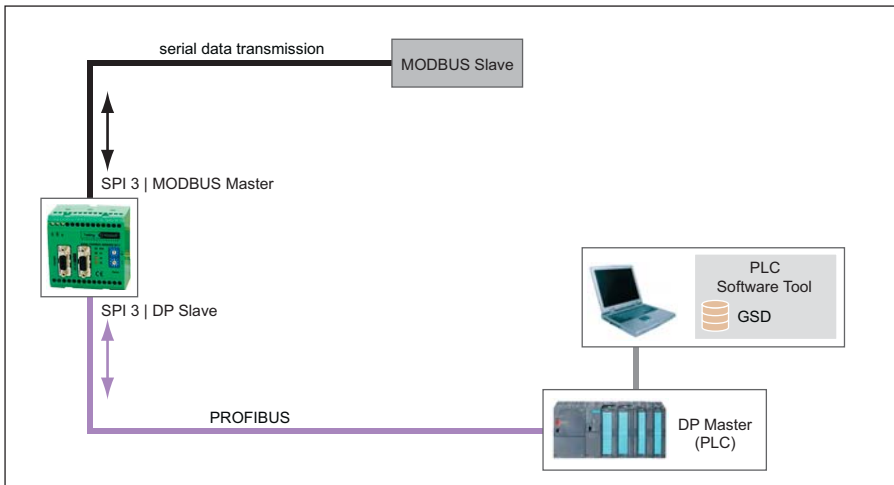 serial data transmission
MODBUS Slave
SPI 3 | MODBUS Master
SPI 3 | DP Slave
PLC
Software Tool
GSD
PROFIBUS
DP Master
(PLC)